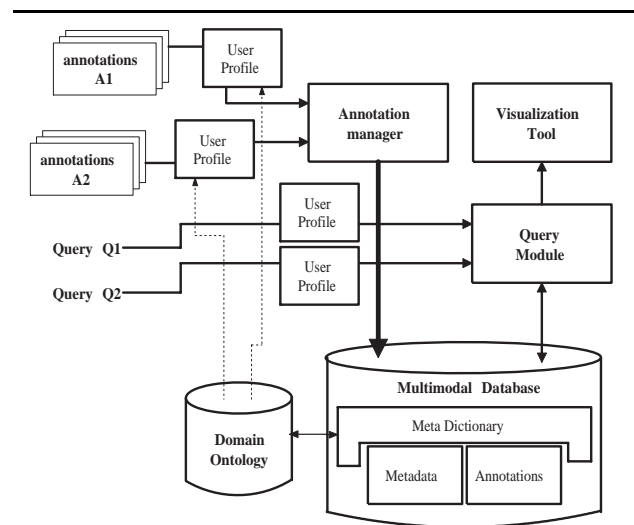 annotations
A1
User
Profile
annotations
A2
User
Profile
Annotation
manager
Visualization
Tool
Query Q1
User
Profile
Query Q2
User
Profile
Query
Module
Domain
Ontology
Multimodal Database
Meta Dictionary
Metadata
Annotations